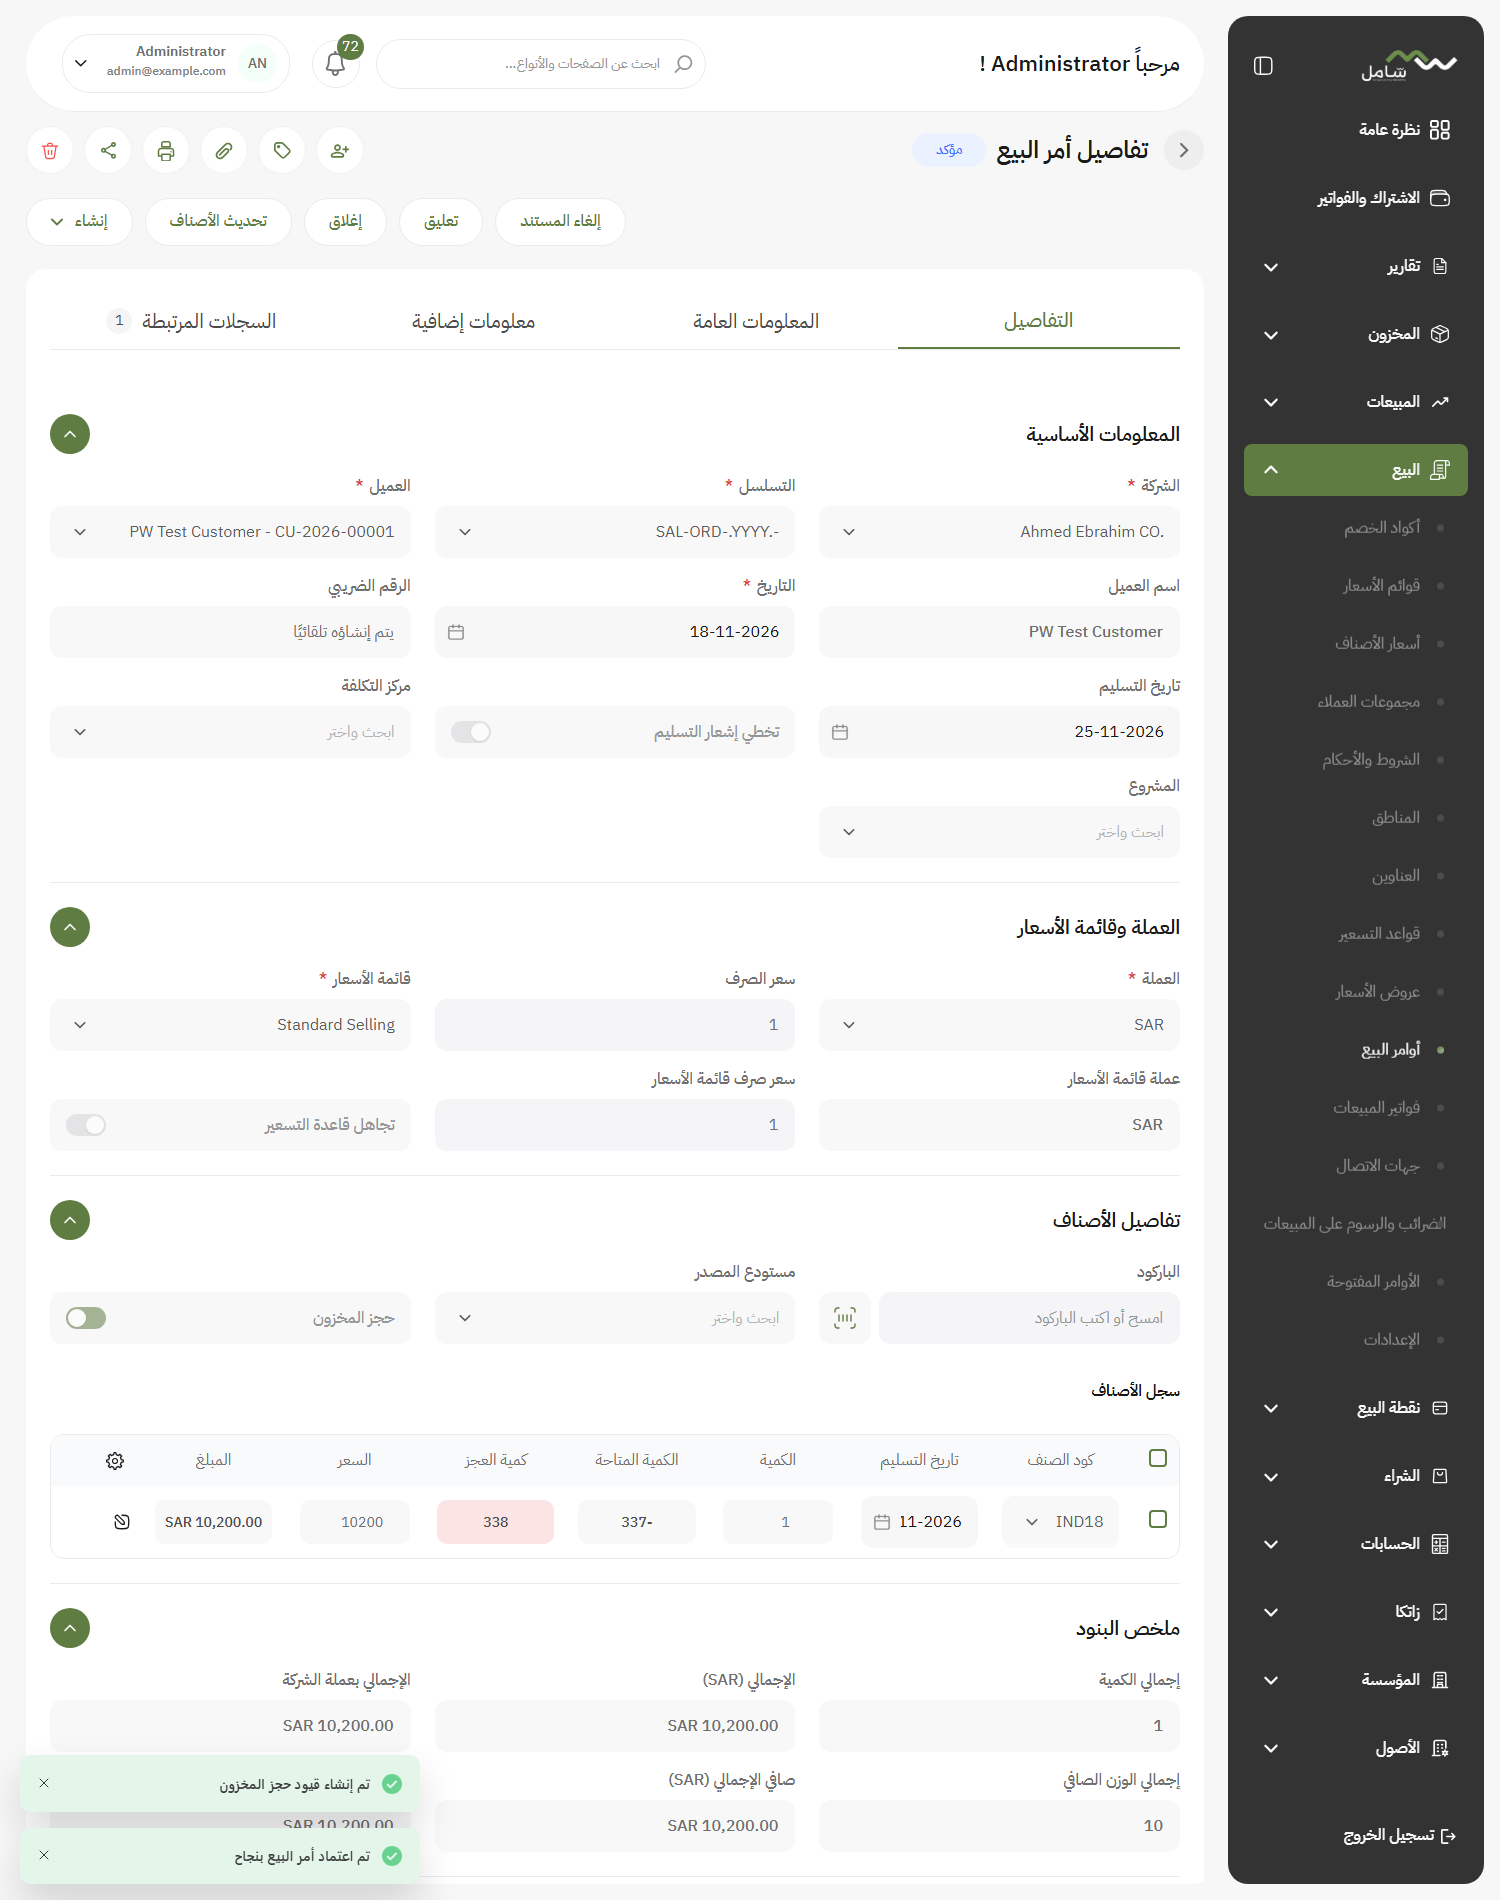 شامل
نظرة عامة
الاشتراك والفواتير
تقارير
المخزون
المبيعات
البيع
أكواد الخصم
قوائم الأسعار
أسعار الأصناف
مجموعات العملاء
الشروط والأحكام
المناطق
العناوين
قواعد التسعير
عروض الأسعار
أوامر البيع
فواتير المبيعات
جهات الاتصال
الضرائب والرسوم على المبيعات
الأوامر المفتوحة
الإعدادات
نقطة البيع
الشراء
الحسابات
زاتكا
المؤسسة
الأصول
تسجيل الخروج
مرحباً Administrator !
ابحث عن الصفحات والأنواع...
72
AN
Administrator
admin@example.com
تفاصيل أمر البيع
مؤكد
إلغاء المستند
تعليق
إغلاق
تحديث الأصناف
إنشاء
التفاصيل
المعلومات العامة
معلومات إضافية
السجلات المرتبطة 1
المعلومات الأساسية
الشركة *
التسلسل *
العميل *
Ahmed Ebrahim CO.
SAL-ORD-.YYYY.-
PW Test Customer - CU-2026-00001
اسم العميل
التاريخ *
الرقم الضريبي
PW Test Customer
18-11-2026
يتم إنشاؤه تلقائيًا
تاريخ التسليم
مركز التكلفة
25-11-2026
تخطي إشعار التسليم
ابحث واختر
المشروع
ابحث واختر
العملة وقائمة الأسعار
العملة *
سعر الصرف
قائمة الأسعار *
SAR
1
Standard Selling
عملة قائمة الأسعار
سعر صرف قائمة الأسعار
SAR
1
تجاهل قاعدة التسعير
تفاصيل الأصناف
الباركود
مستودع المصدر
امسح أو اكتب الباركود
ابحث واختر
حجز المخزون
سجل الأصناف
كود الصنف
تاريخ التسليم
الكمية
الكمية المتاحة
كمية العجز
السعر
المبلغ
IND18
11-2026
1
337-
338
10200
SAR 10,200.00
ملخص البنود
إجمالي الكمية
الإجمالي (SAR)
الإجمالي بعملة الشركة
1
SAR 10,200.00
SAR 10,200.00
إجمالي الوزن الصافي
صافي الإجمالي (SAR)
10
SAR 10,200.00
SAR 10,200.00
تم إنشاء قيود حجز المخزون
تم اعتماد أمر البيع بنجاح